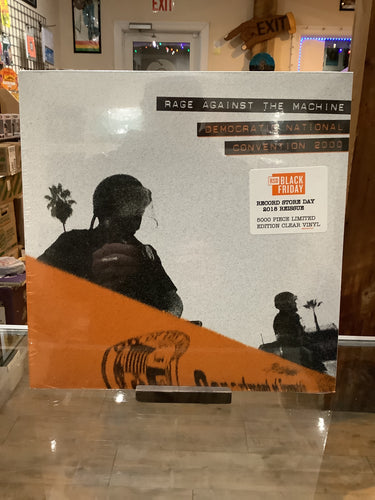 EXIT
EXIT
RAGE AGAINST THE MACHINE
DEMOCRATIC NATIONAL
CONVENTION 2000
RSD BLACK
FRIDAY
RECORD STORE DAY
2018 REISSUE
5000 PIECE LIMITED
EDITION CLEAR VINYL